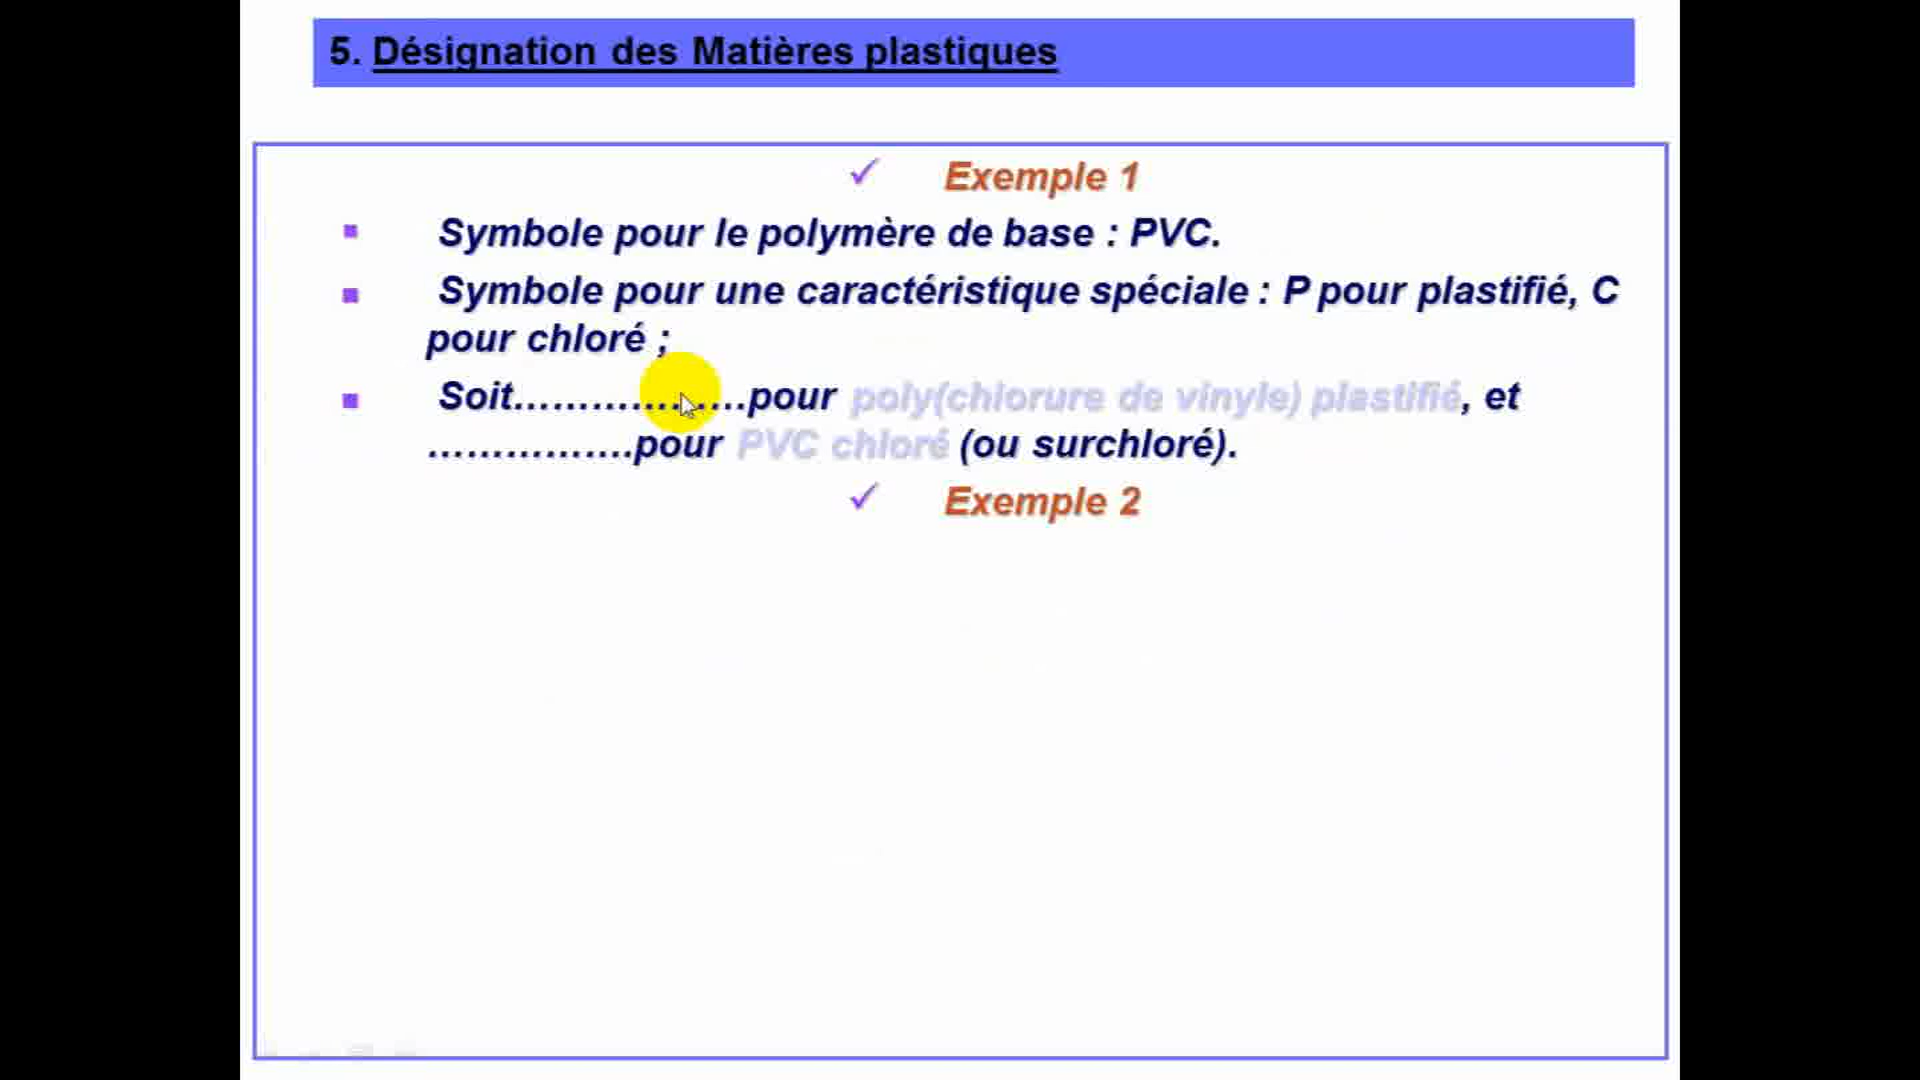 5. Désignation des Matières plastiques
✓ Exemple 1
▪ Symbole pour le polymère de base : PVC.
▪ Symbole pour une caractéristique spéciale : P pour plastifié, C
pour chloré ;
▪ Soit………………pour poly(chlorure de vinyle) plastifié, et
…………….pour PVC chloré (ou surchloré).
✓ Exemple 2